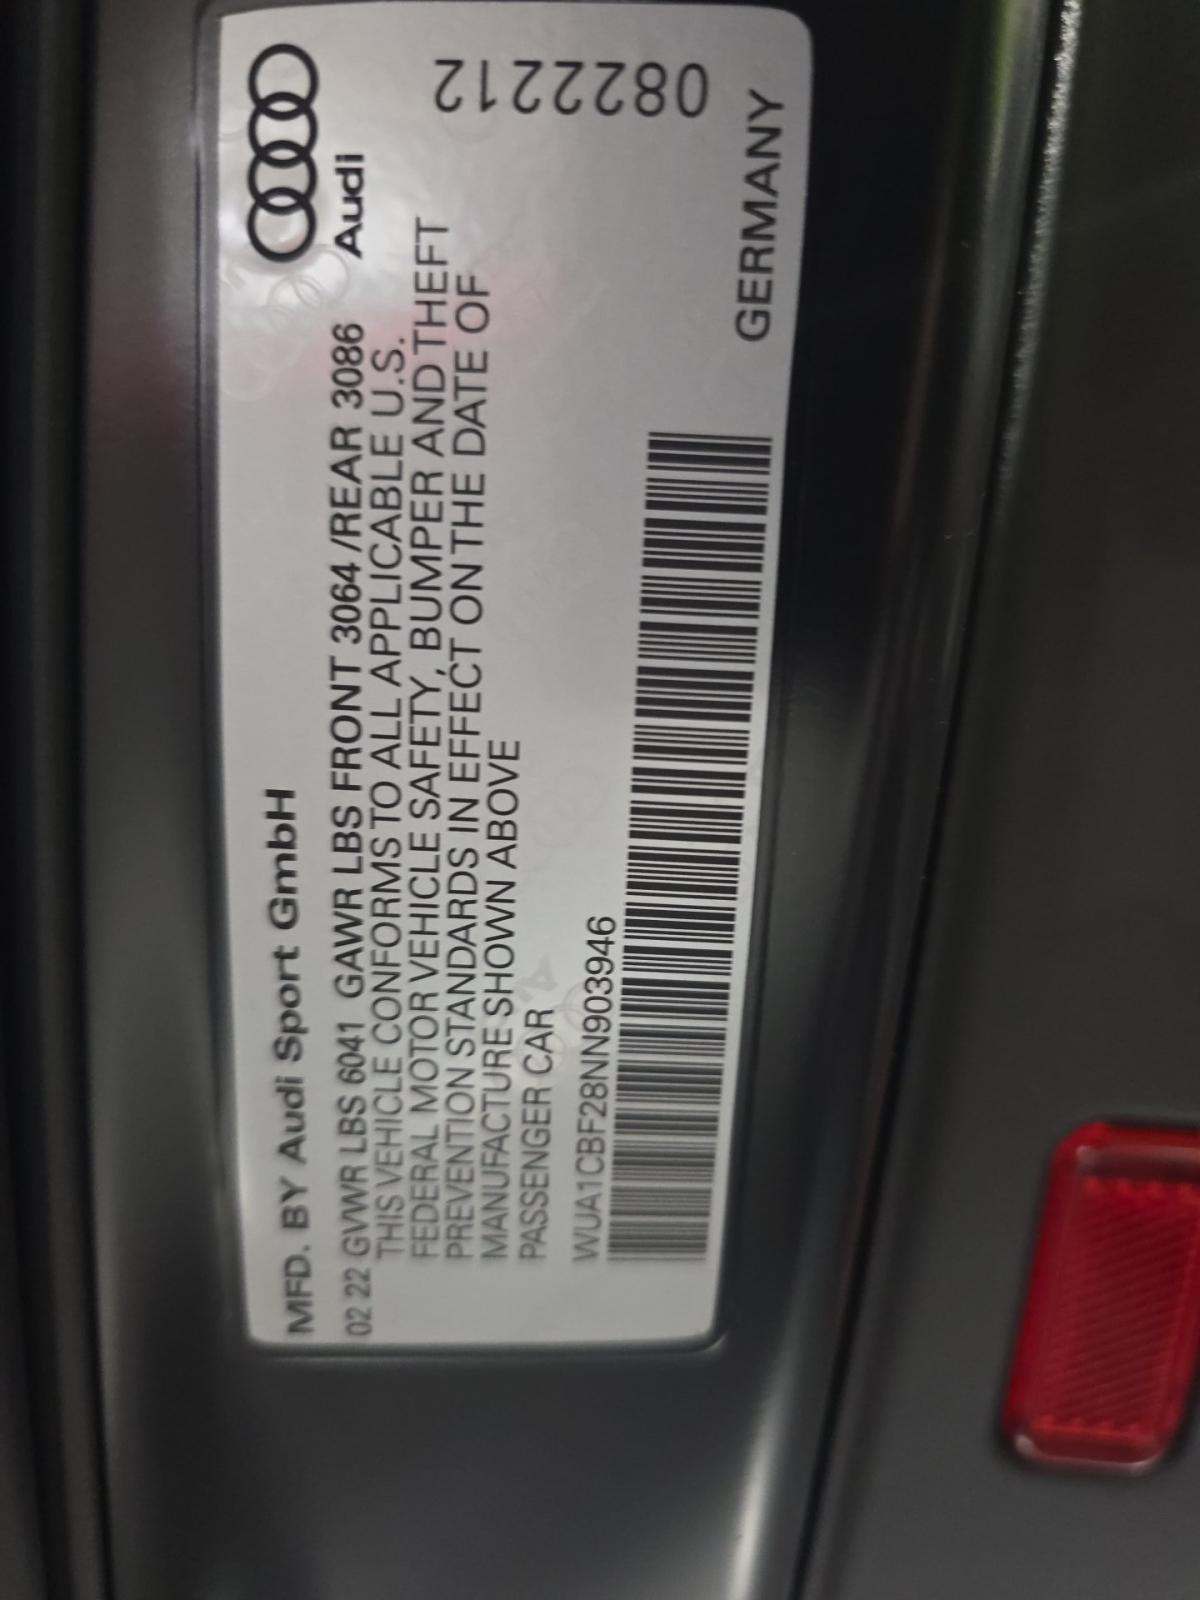 MFD. BY Audi Sport GmbH
Audi
02 22 GVWR LBS 6041 GAWR LBS FRONT 3064 /REAR 3086
THIS VEHICLE CONFORMS TO ALL APPLICABLE U.S.
FEDERAL MOTOR VEHICLE SAFETY, BUMPER AND THEFT
PREVENTION STANDARDS IN EFFECT ON THE DATE OF
MANUFACTURE SHOWN ABOVE
PASSENGER CAR
082212
WUA1CBF28NN903946
GERMANY